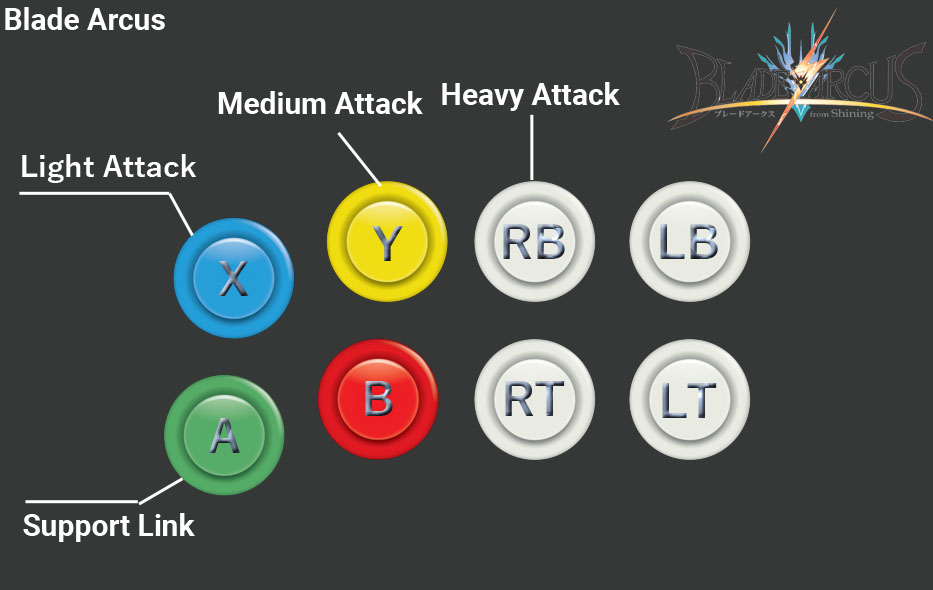 Blade Arcus
BLADE ARCUS
ブレードアークス from Shining
Medium Attack
Heavy Attack
Light Attack
X
Y
RB
LB
A
B
RT
LT
Support Link